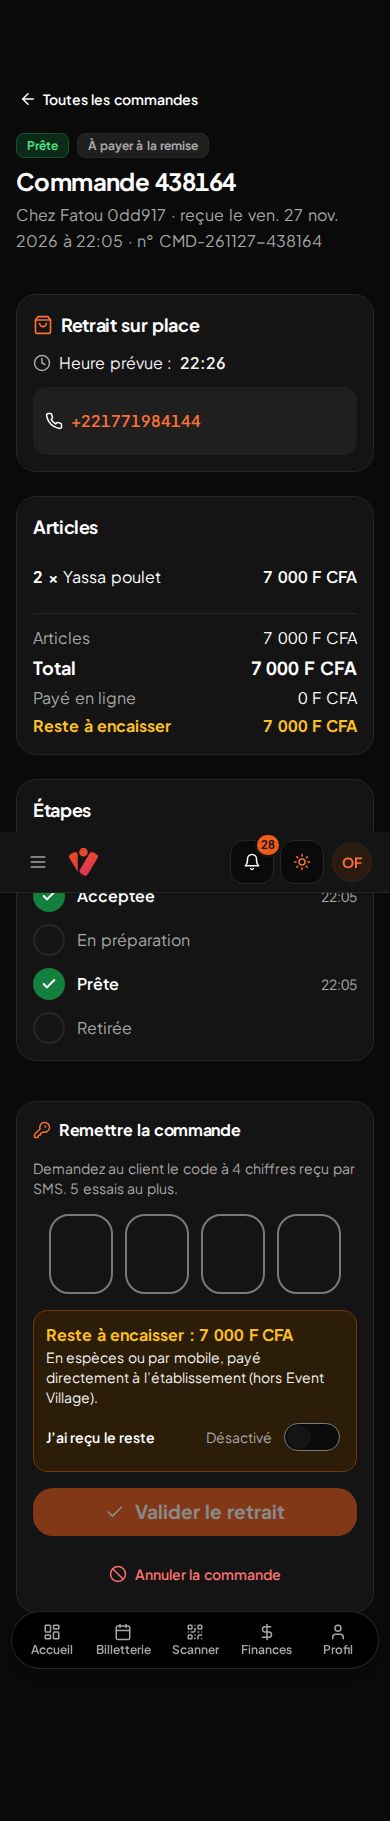 Toutes les commandes
Prête
À payer à la remise
Commande 438164
Chez Fatou 0dd917 · reçue le ven. 27 nov.
2026 à 22:05 · n° CMD-261127-438164
Retrait sur place
Heure prévue : 22:26
+221771984144
Articles
2 × Yassa poulet 7 000 F CFA
Articles 7 000 F CFA
Total 7 000 F CFA
Payé en ligne 0 F CFA
Reste à encaisser 7 000 F CFA
Étapes
28
OF
Acceptée 22:05
En préparation
Prête 22:05
Retirée
Remettre la commande
Demandez au client le code à 4 chiffres reçu par
SMS. 5 essais au plus.
Reste à encaisser : 7 000 F CFA
En espèces ou par mobile, payé
directement à l'établissement (hors Event
Village).
J'ai reçu le reste Désactivé
Valider le retrait
Annuler la commande
Accueil Billetterie Scanner Finances Profil